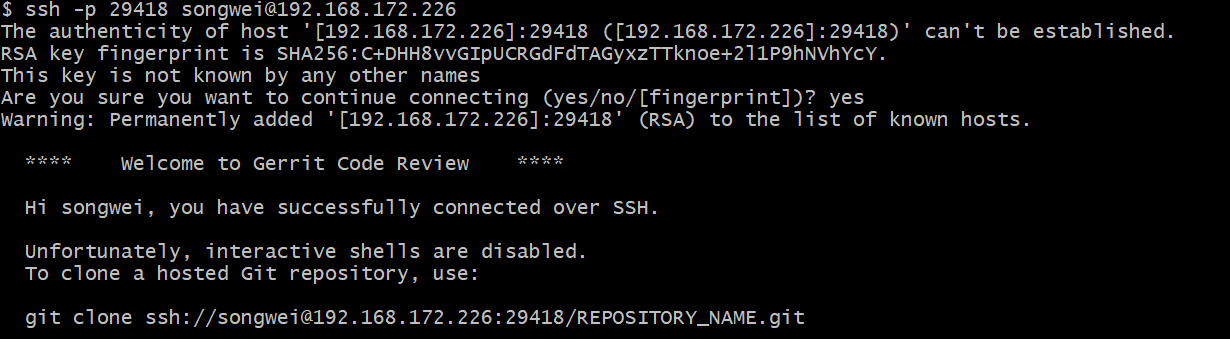 $ ssh -p 29418 songwei@192.168.172.226
The authenticity of host '[192.168.172.226]:29418 ([192.168.172.226]:29418)' can't be established.
RSA key fingerprint is SHA256:C+DHH8vvGIpUCRGdFdTAGyxzTTknoe+2l1P9hNVhYcY.
This key is not known by any other names
Are you sure you want to continue connecting (yes/no/[fingerprint])? yes
Warning: Permanently added '[192.168.172.226]:29418' (RSA) to the list of known hosts.
**** Welcome to Gerrit Code Review ****
Hi songwei, you have successfully connected over SSH.
Unfortunately, interactive shells are disabled.
To clone a hosted Git repository, use:
git clone ssh://songwei@192.168.172.226:29418/REPOSITORY_NAME.git